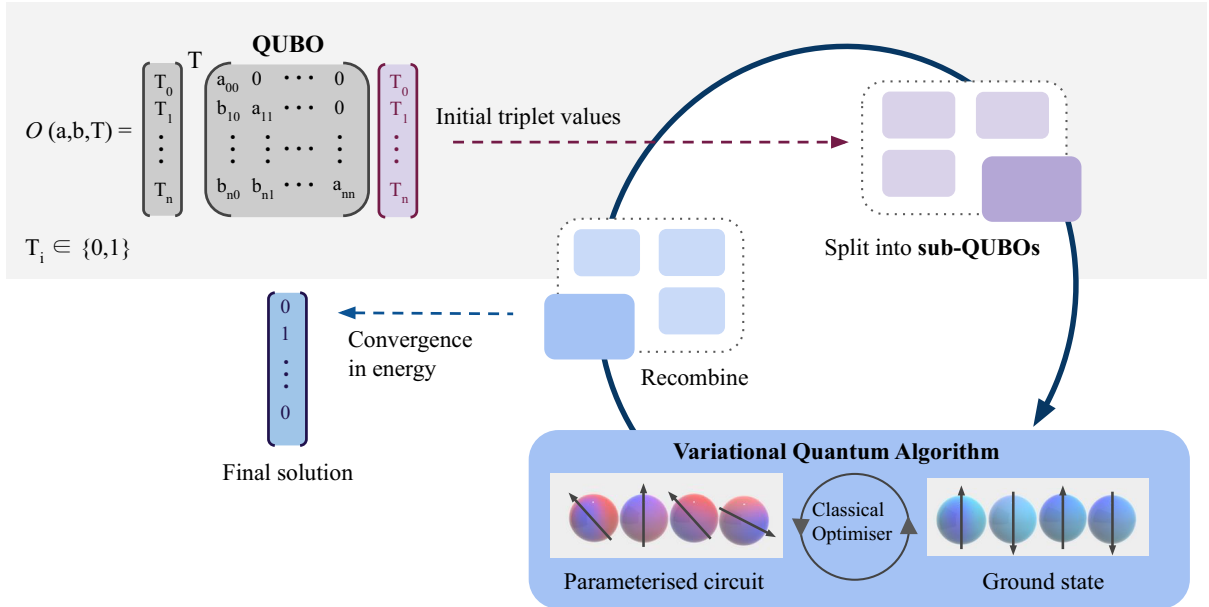 QUBO
O (a,b,T) =
T₀
T₁
⋮
Tₙ
T
a₀₀ 0 ⋯ 0
b₁₀ a₁₁ ⋯ 0
⋮ ⋮ ⋯ ⋮
bₙ₀ bₙ₁ ⋯ aₙₙ
T₀
T₁
⋮
Tₙ
Tᵢ ∈ {0,1}
Initial triplet values
Split into sub-QUBOs
Recombine
Convergence
in energy
0
1
⋮
0
Final solution
Variational Quantum Algorithm
Classical
Optimiser
Parameterised circuit
Ground state